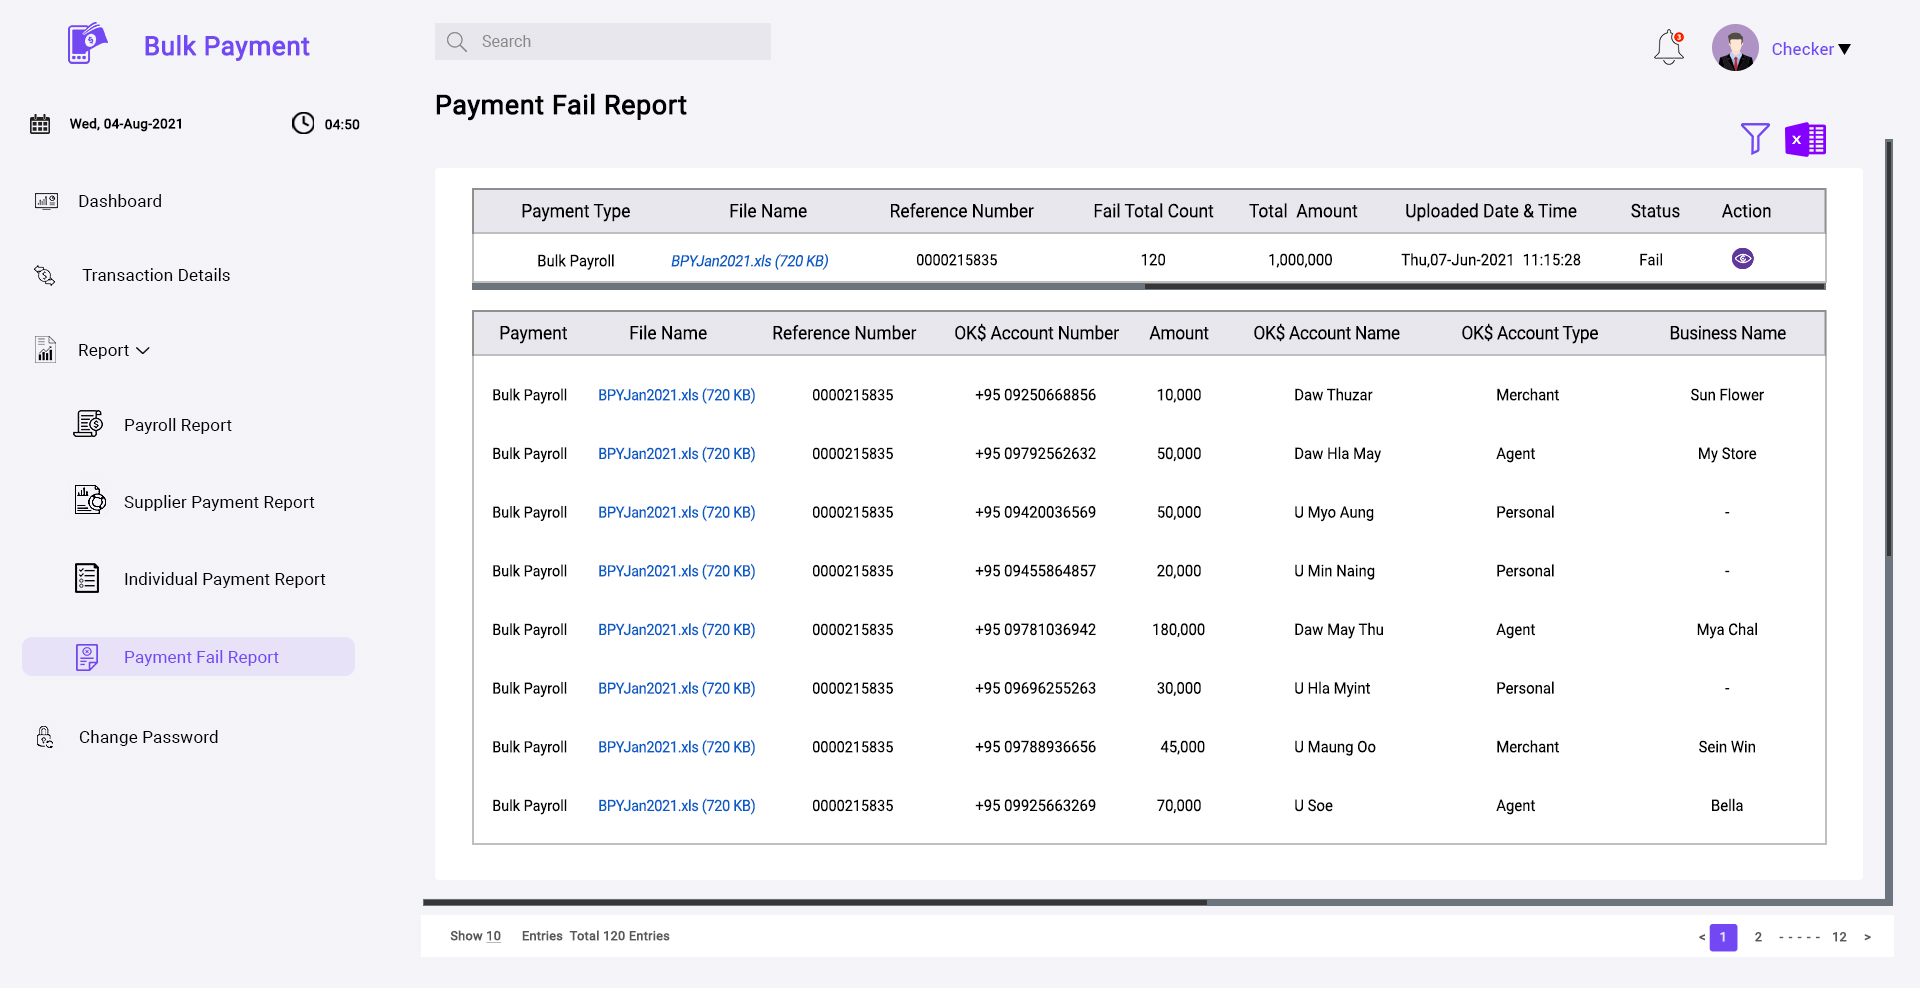 Bulk Payment
Search
3
Checker
Wed, 04-Aug-2021 04:50
Payment Fail Report
Dashboard
Transaction Details
Report
Payroll Report
Supplier Payment Report
Individual Payment Report
Payment Fail Report
Change Password
X
Payment Type File Name Reference Number Fail Total Count Total Amount Uploaded Date & Time Status Action
Bulk Payroll BPYJan2021.xls (720 KB) 0000215835 120 1,000,000 Thu,07-Jun-2021 11:15:28 Fail
Payment File Name Reference Number OK$ Account Number Amount OK$ Account Name OK$ Account Type Business Name
Bulk Payroll BPYJan2021.xls (720 KB) 0000215835 +95 09250668856 10,000 Daw Thuzar Merchant Sun Flower
Bulk Payroll BPYJan2021.xls (720 KB) 0000215835 +95 09792562632 50,000 Daw Hla May Agent My Store
Bulk Payroll BPYJan2021.xls (720 KB) 0000215835 +95 09420036569 50,000 U Myo Aung Personal -
Bulk Payroll BPYJan2021.xls (720 KB) 0000215835 +95 09455864857 20,000 U Min Naing Personal -
Bulk Payroll BPYJan2021.xls (720 KB) 0000215835 +95 09781036942 180,000 Daw May Thu Agent Mya Chal
Bulk Payroll BPYJan2021.xls (720 KB) 0000215835 +95 09696255263 30,000 U Hla Myint Personal -
Bulk Payroll BPYJan2021.xls (720 KB) 0000215835 +95 09788936656 45,000 U Maung Oo Merchant Sein Win
Bulk Payroll BPYJan2021.xls (720 KB) 0000215835 +95 09925663269 70,000 U Soe Agent Bella
Show 10 Entries Total 120 Entries
< 1 2 - - - - - 12 >